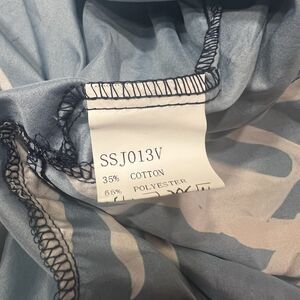 SSJ013V
35% COTTON
65% POLYESTER